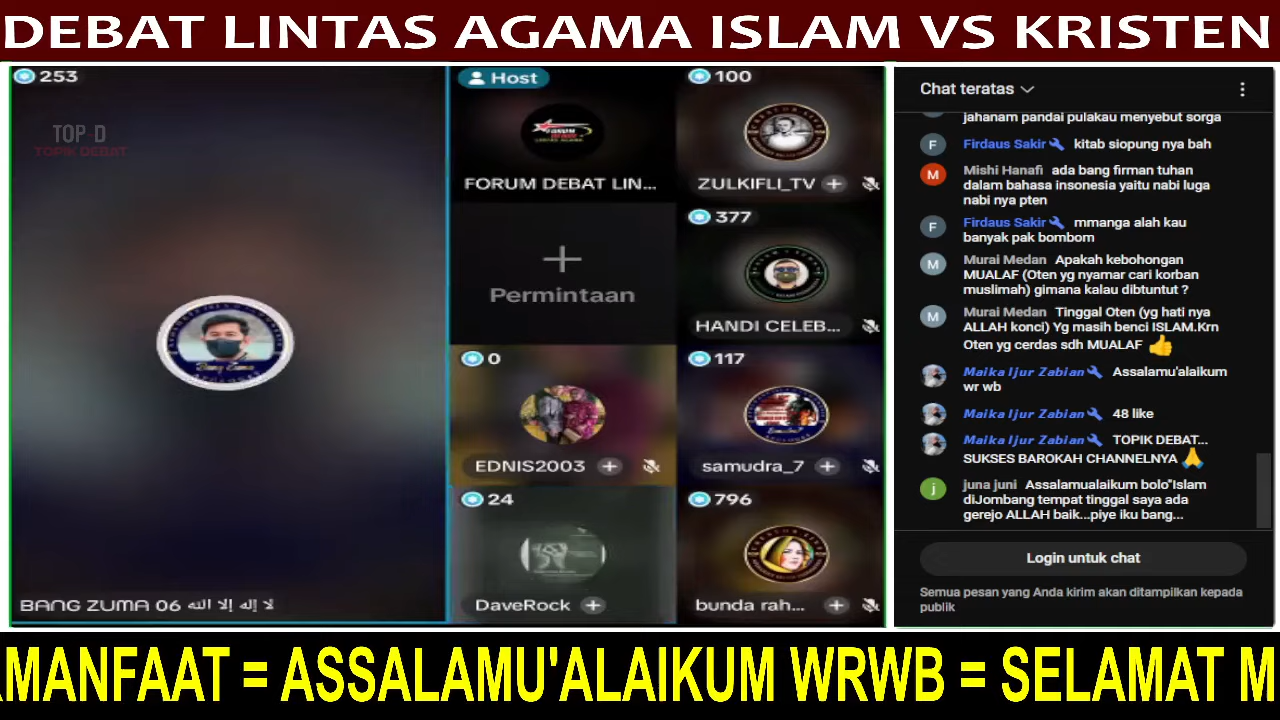 DEBAT LINTAS AGAMA ISLAM VS KRISTEN
253
TOP D
TOPIK DEBAT
BANG ZUMA 06 لا إله إلا الله
Host
FORUM DEBAT LIN...
100
ZULKIFLI_TV
Permintaan
377
HANDI CELEB...
0
EDNIS2003
117
samudra_7
24
DaveRock
796
bunda rah...
Chat teratas
jahanam pandai pulakau menyebut sorga
F
Firdaus Sakir kitab siopung nya bah
M
Mishi Hanafi ada bang firman tuhan
dalam bahasa insonesia yaitu nabi luga
nabi nya pten
F
Firdaus Sakir mmanga alah kau
banyak pak bombom
M
Murai Medan Apakah kebohongan
MUALAF (Oten yg nyamar cari korban
muslimah) gimana kalau dibtuntut ?
M
Murai Medan Tinggal Oten (yg hati nya
ALLAH konci) Yg masih benci ISLAM.Krn
Oten yg cerdas sdh MUALAF 👍
Maika Ijur Zabian Assalamu'alaikum
wr wb
Maika Ijur Zabian 48 like
Maika Ijur Zabian TOPIK DEBAT...
SUKSES BAROKAH CHANNELNYA 🙏
j
juna juni Assalamualaikum bolo"Islam
diJombang tempat tinggal saya ada
gerejo ALLAH baik...piye iku bang...
Login untuk chat
Semua pesan yang Anda kirim akan ditampilkan kepada
publik
AMANFAAT = ASSALAMU'ALAIKUM WRWB = SELAMAT M